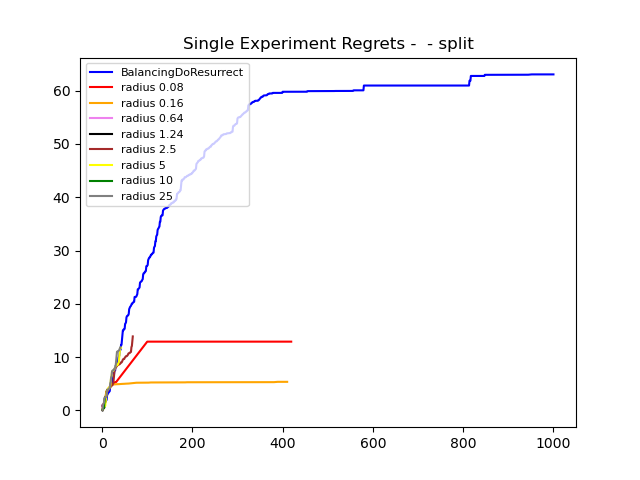 Single Experiment Regrets -  - split
BalancingDoResurrect
radius 0.08
radius 0.16
radius 0.64
radius 1.24
radius 2.5
radius 5
radius 10
radius 25
60
50
40
30
20
10
0
0 200 400 600 800 1000